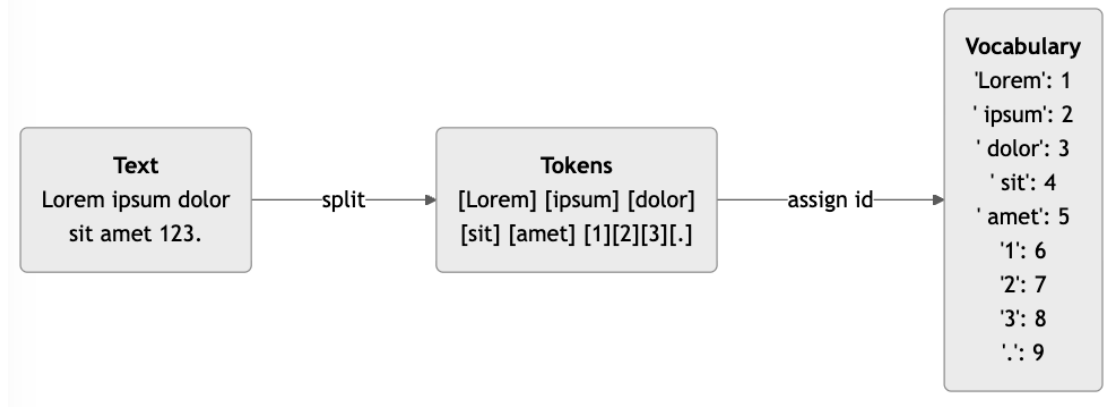 Text
Lorem ipsum dolor
sit amet 123.
split
Tokens
[Lorem] [ipsum] [dolor]
[sit] [amet] [1][2][3][.]
assign id
Vocabulary
'Lorem': 1
' ipsum': 2
' dolor': 3
' sit': 4
' amet': 5
'1': 6
'2': 7
'3': 8
'.': 9